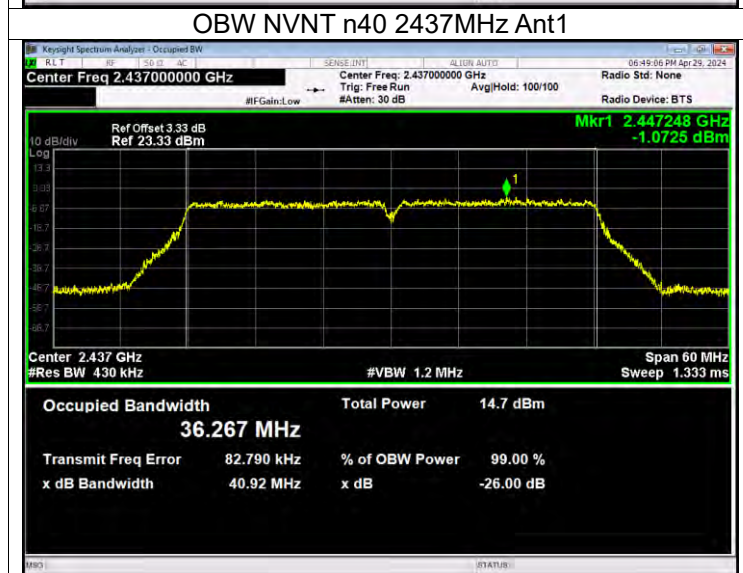 OBW NVNT n40 2437MHz Ant1
Keysight Spectrum Analyzer - Occupied BW
RLT RF 50 Ω AC SENSE:INT ALIGN AUTO 06:49:06 PM Apr 29, 2024
Center Freq 2.437000000 GHz Center Freq: 2.437000000 GHz Radio Std: None
Trig: Free Run Avg|Hold: 100/100
#IFGain:Low #Atten: 30 dB Radio Device: BTS
Ref Offset 3.33 dB Mkr1 2.447248 GHz
10 dB/div Ref 23.33 dBm -1.0725 dBm
Log
13.3
3.33
-6.67
-16.7
-26.7
-36.7
-46.7
-56.7
-66.7
1
Center 2.437 GHz Span 60 MHz
#Res BW 430 kHz #VBW 1.2 MHz Sweep 1.333 ms
Occupied Bandwidth Total Power 14.7 dBm
36.267 MHz
Transmit Freq Error 82.790 kHz % of OBW Power 99.00 %
x dB Bandwidth 40.92 MHz x dB -26.00 dB
MSG STATUS